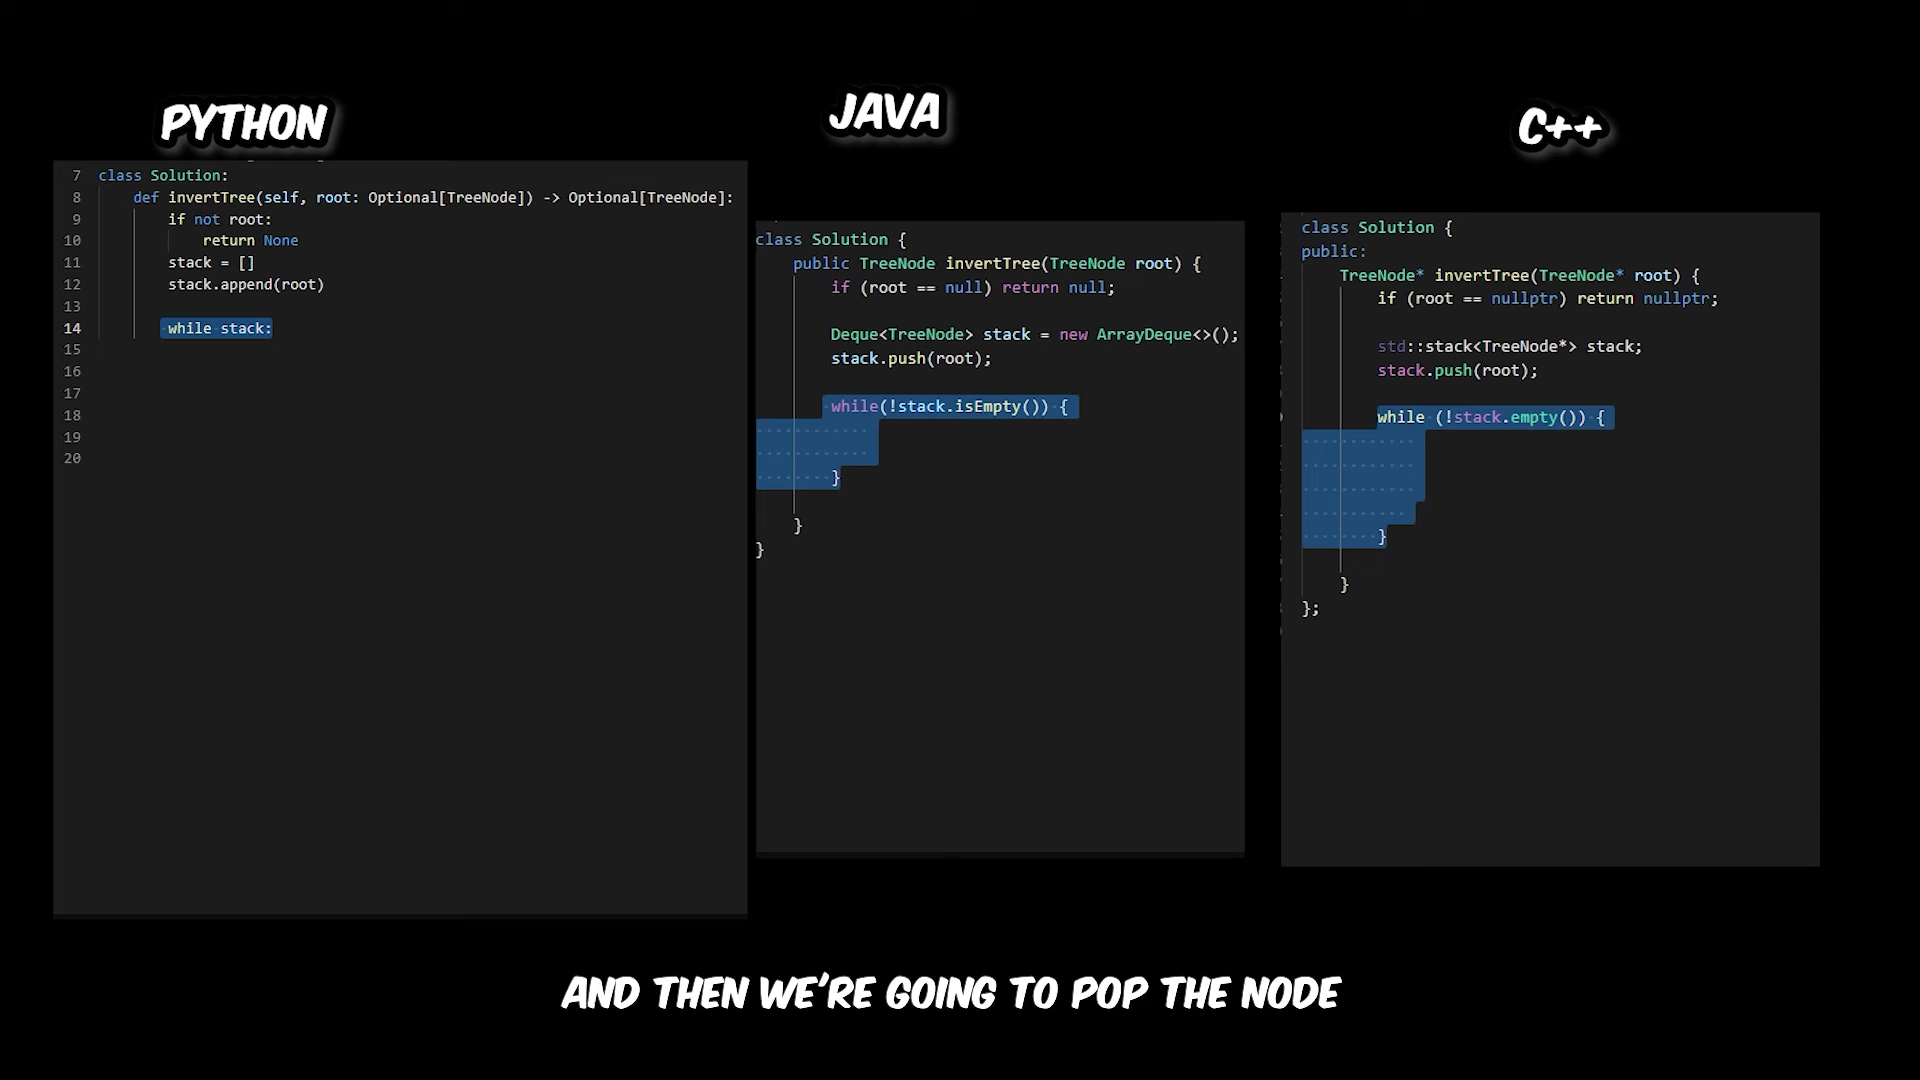 PYTHON
7 class Solution:
8 def invertTree(self, root: Optional[TreeNode]) -> Optional[TreeNode]:
9 if not root:
10 return None
11 stack = []
12 stack.append(root)
13
14 while stack:
15
16
17
18
19
20
JAVA
class Solution {
public TreeNode invertTree(TreeNode root) {
if (root == null) return null;
Deque<TreeNode> stack = new ArrayDeque<>();
stack.push(root);
while(!stack.isEmpty()) {
}
}
}
C++
class Solution {
public:
TreeNode* invertTree(TreeNode* root) {
if (root == nullptr) return nullptr;
std::stack<TreeNode*> stack;
stack.push(root);
while (!stack.empty()) {
}
}
};
AND THEN WE'RE GOING TO POP THE NODE